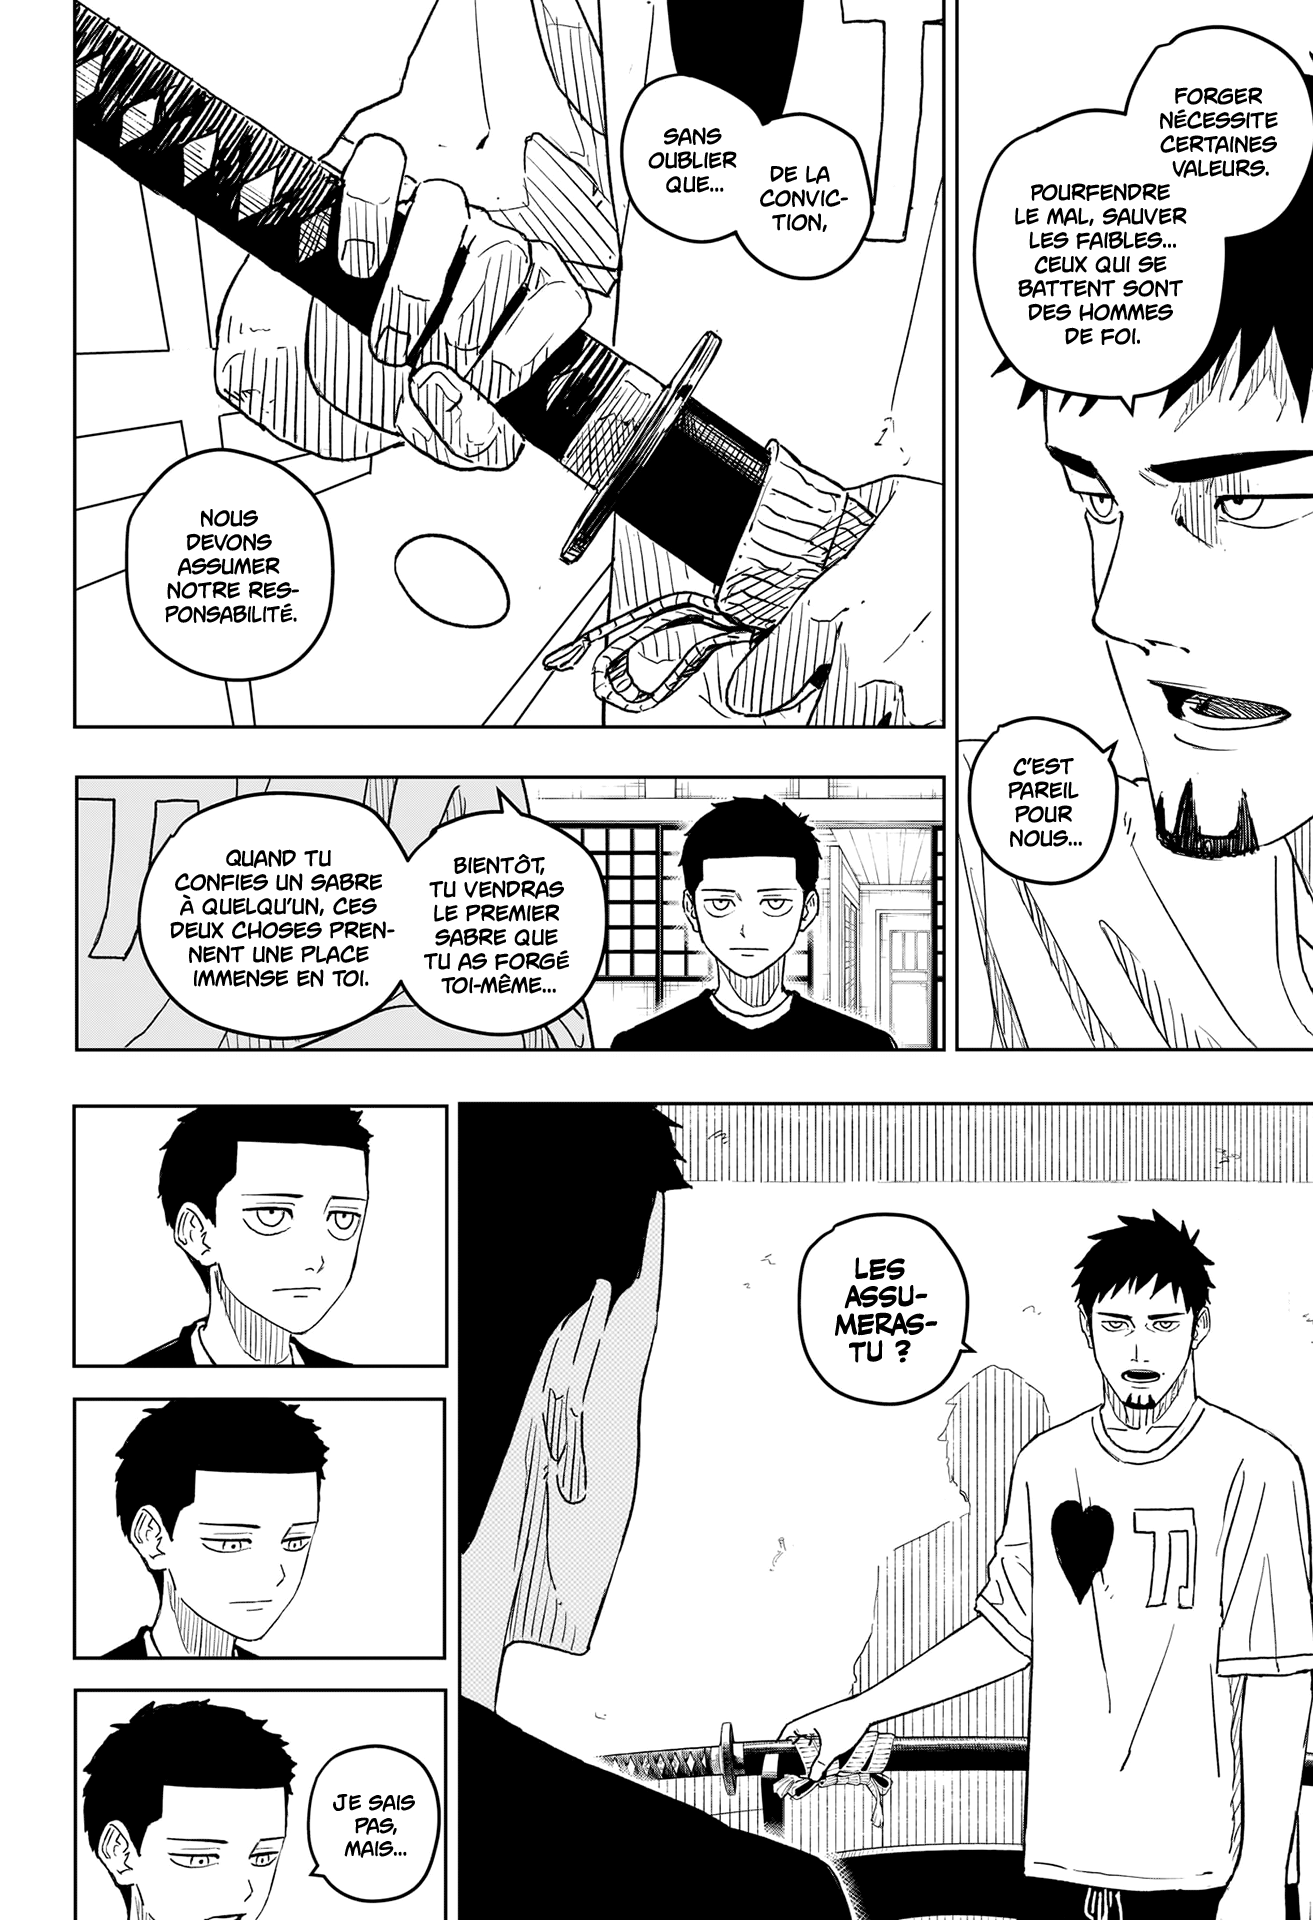 FORGER
NÉCESSITE
CERTAINES
VALEURS.
POURFENDRE
LE MAL, SAUVER
LES FAIBLES...
CEUX QUI SE
BATTENT SONT
DES HOMMES
DE FOI.
C'EST
PAREIL
POUR
NOUS...
DE LA
CONVIC-
TION,
SANS
OUBLIER
QUE...
NOUS
DEVONS
ASSUMER
NOTRE RES-
PONSABILITÉ.
BIENTÔT,
TU VENDRAS
LE PREMIER
SABRE QUE
TU AS FORGÉ
TOI-MÊME...
QUAND TU
CONFIES UN SABRE
À QUELQU'UN, CES
DEUX CHOSES PREN-
NENT UNE PLACE
IMMENSE EN TOI.
LES
ASSU-
MERAS-
TU ?
刀
JE SAIS
PAS,
MAIS...